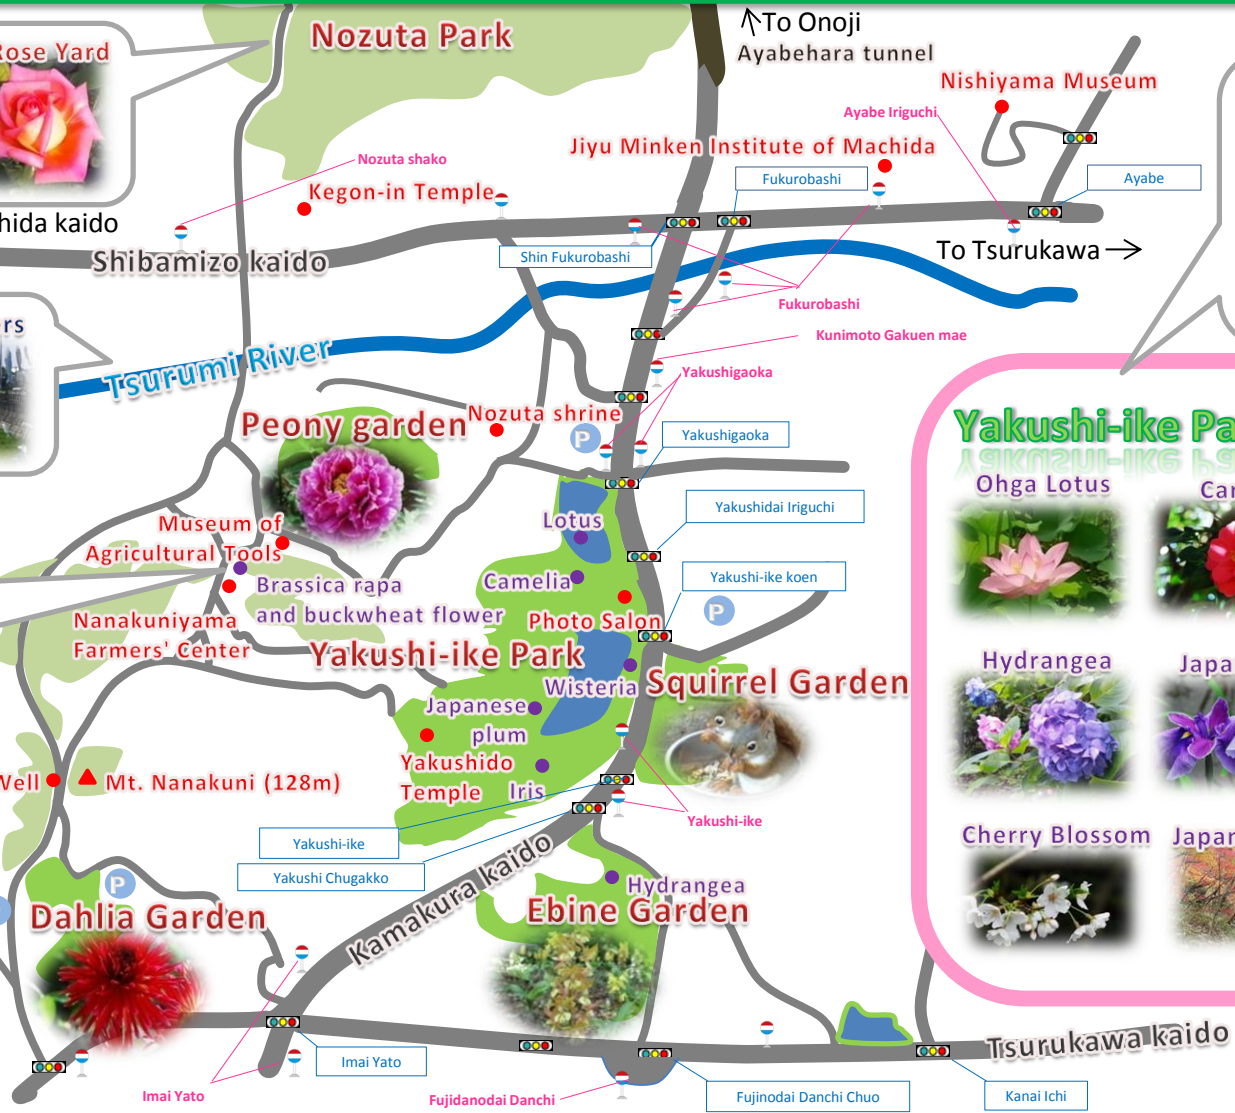 To Onoji
Ayabehara tunnel
Nozuta Park
Rose Yard
Nishiyama Museum
Ayabe Iriguchi
Jiyu Minken Institute of Machida
Nozuta shako
Fukurobashi
Ayabe
Kegon-in Temple
hida kaido
Shibamizo kaido
Shin Fukurobashi
To Tsurukawa
Fukurobashi
rs
Kunimoto Gakuen mae
Tsurumi River
Yakushigaoka
Peony garden
Nozuta shrine
P
Yakushigaoka
Yakushi-ike Pa
Ohga Lotus
Car
Yakushidai Iriguchi
Lotus
Museum of
Agricultural Tools
Camelia
Yakushi-ike koen
Brassica rapa
and buckwheat flower
P
Photo Salon
Nanakuniyama
Farmers' Center
Yakushi-ike Park
Wisteria
Squirrel Garden
Hydrangea
Japa
Japanese
plum
Yakushido
Temple
Iris
Well
Mt. Nanakuni (128m)
Yakushi-ike
Yakushi-ike
Yakushi Chugakko
Cherry Blossom
Japan
Kamakura kaido
P
Dahlia Garden
Hydrangea
Ebine Garden
Tsurukawa kaido
Imai Yato
Imai Yato
Fujidanodai Danchi
Fujinodai Danchi Chuo
Kanai Ichi